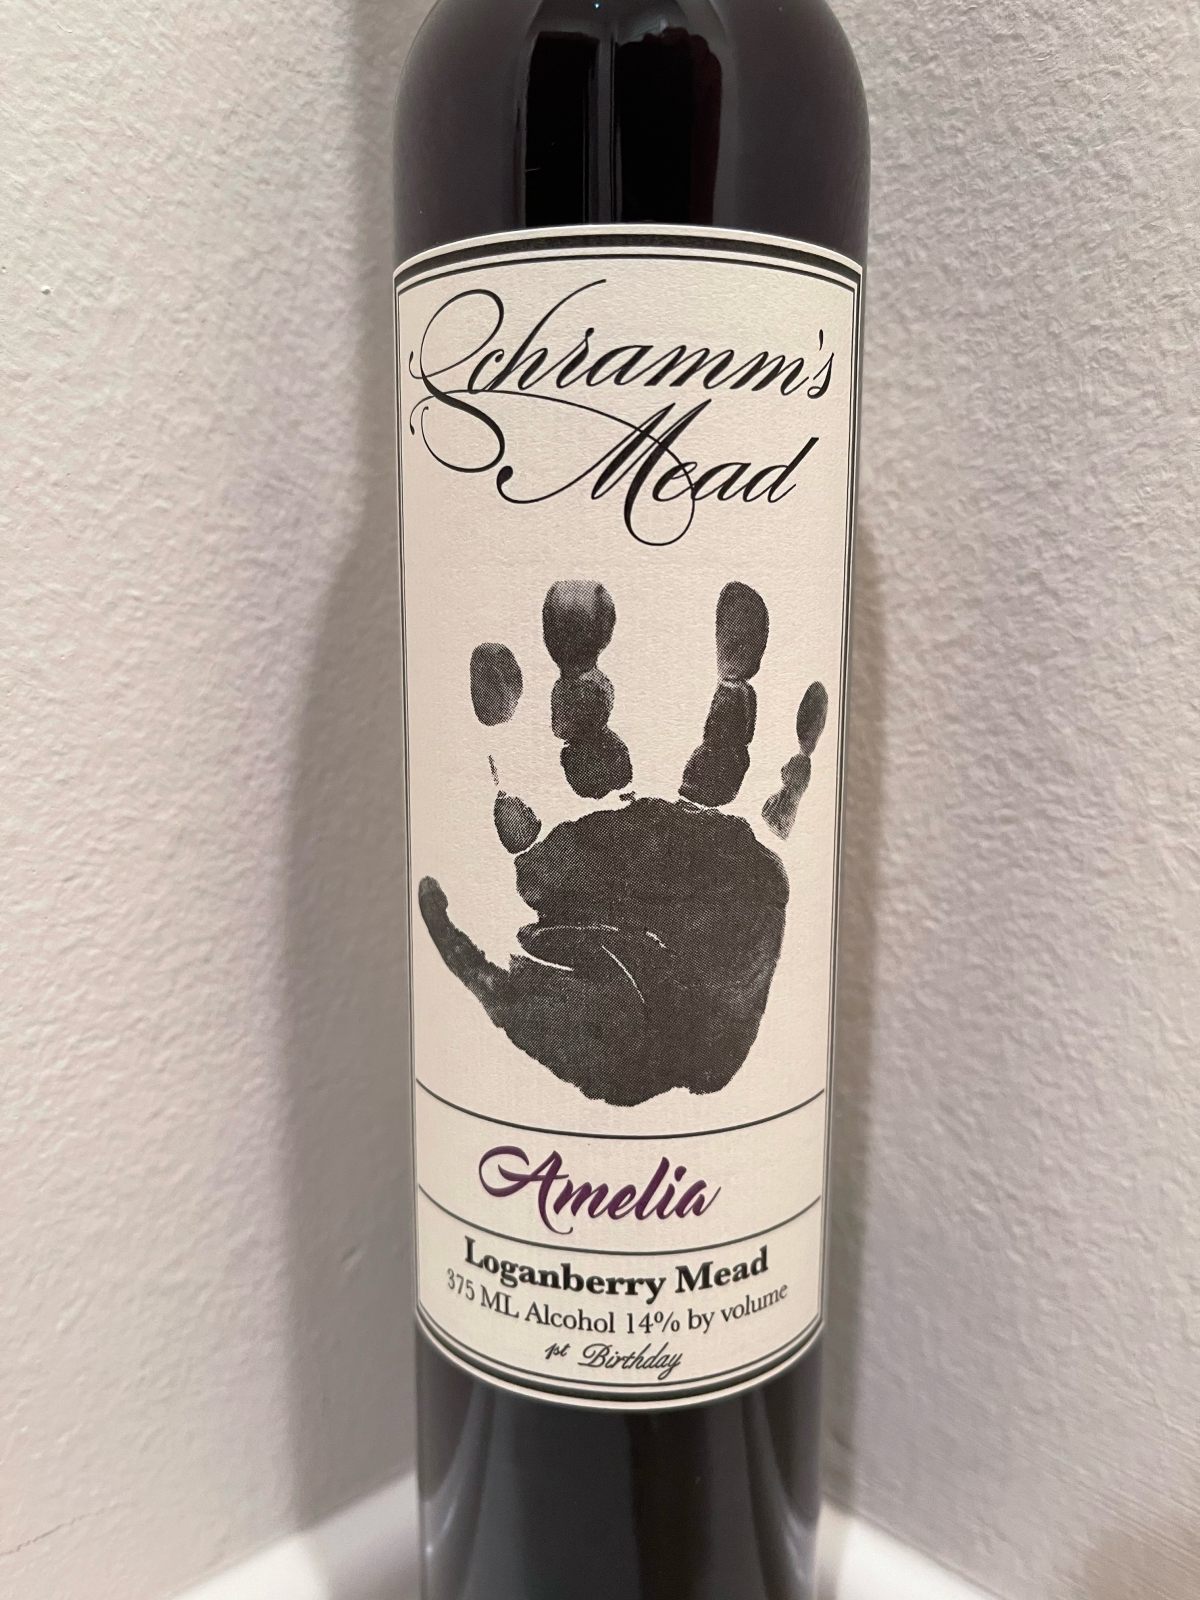 Schramm's
Mead
Amelia
Loganberry Mead
375 ML Alcohol 14% by volume
1st Birthday